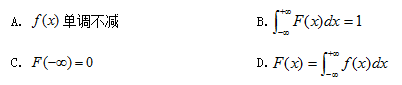 A. f(x) 单调不减 B. ∫_{-∞}^{+∞} F(x)dx = 1
C. F(-∞) = 0 D. F(x) = ∫_{-∞}^{+∞} f(x)dx